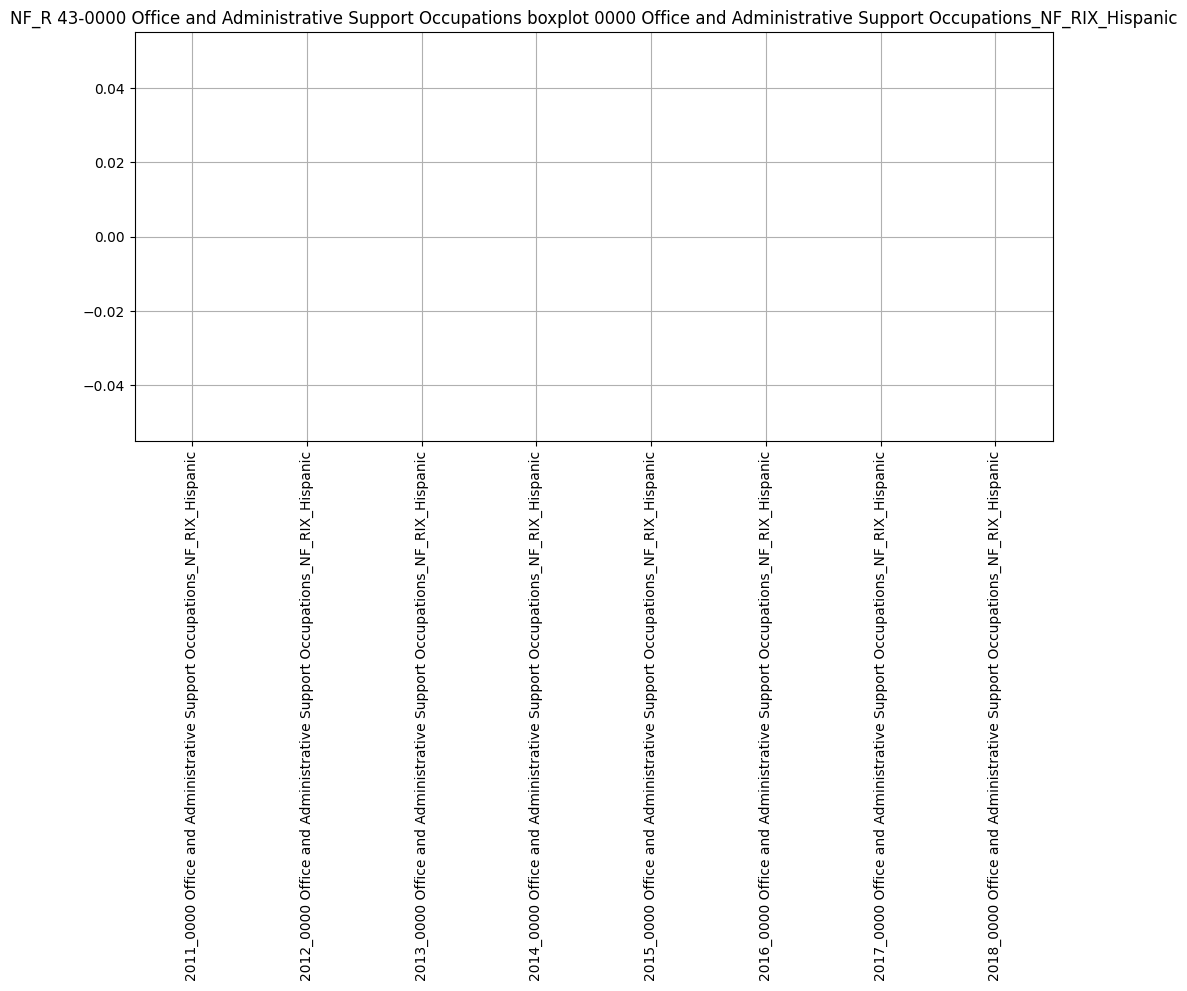 NF_R 43-0000 Office and Administrative Support Occupations boxplot 0000 Office and Administrative Support Occupations_NF_RIX_Hispanic
0.04
0.02
0.00
−0.02
−0.04
2011_0000 Office and Administrative Support Occupations_NF_RIX_Hispanic
2012_0000 Office and Administrative Support Occupations_NF_RIX_Hispanic
2013_0000 Office and Administrative Support Occupations_NF_RIX_Hispanic
2014_0000 Office and Administrative Support Occupations_NF_RIX_Hispanic
2015_0000 Office and Administrative Support Occupations_NF_RIX_Hispanic
2016_0000 Office and Administrative Support Occupations_NF_RIX_Hispanic
2017_0000 Office and Administrative Support Occupations_NF_RIX_Hispanic
2018_0000 Office and Administrative Support Occupations_NF_RIX_Hispanic